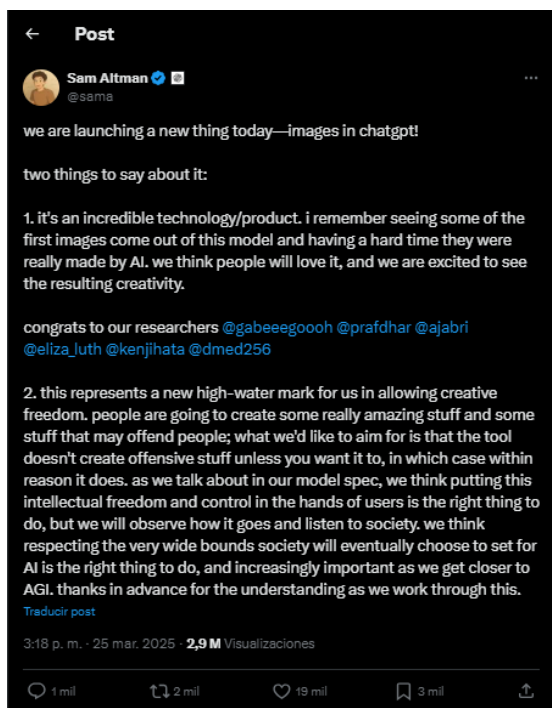 Post
Sam Altman
@sama
we are launching a new thing today—images in chatgpt!
two things to say about it:
1. it's an incredible technology/product. i remember seeing some of the
first images come out of this model and having a hard time they were
really made by AI. we think people will love it, and we are excited to see
the resulting creativity.
congrats to our researchers @gabeeegoooh @prafdhar @ajabri
@eliza_luth @kenjihata @dmed256
2. this represents a new high-water mark for us in allowing creative
freedom. people are going to create some really amazing stuff and some
stuff that may offend people; what we'd like to aim for is that the tool
doesn't create offensive stuff unless you want it to, in which case within
reason it does. as we talk about in our model spec, we think putting this
intellectual freedom and control in the hands of users is the right thing to
do, but we will observe how it goes and listen to society. we think
respecting the very wide bounds society will eventually choose to set for
AI is the right thing to do, and increasingly important as we get closer to
AGI. thanks in advance for the understanding as we work through this.
Traducir post
3:18 p. m. · 25 mar. 2025 · 2,9 M Visualizaciones
1 mil 2 mil 19 mil 3 mil